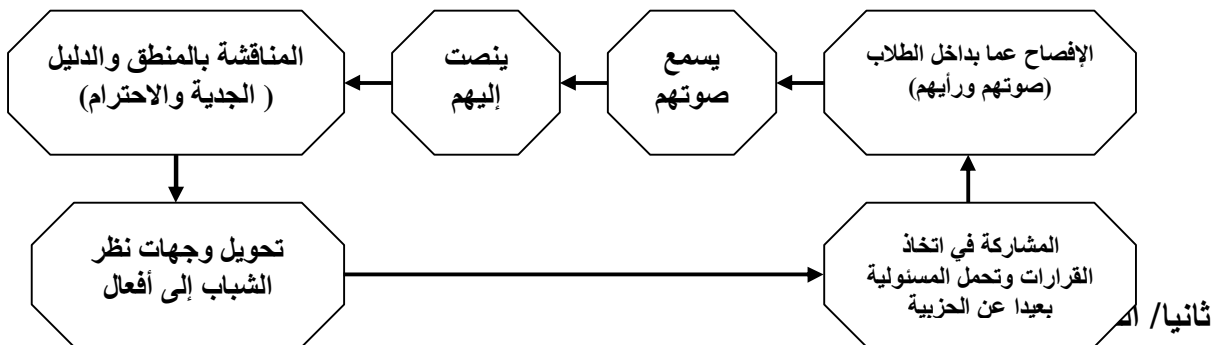 الإفصاح عما بداخل الطلاب
(صوتهم ورأيهم)
يسمع
صوتهم
ينصت
إليهم
المناقشة بالمنطق والدليل
( الجدية والاحترام)
تحويل وجهات نظر
الشباب إلى أفعال
المشاركة في اتخاذ
القرارات وتحمل المسئولية
بعيدا عن الحزبية
ثانيا/